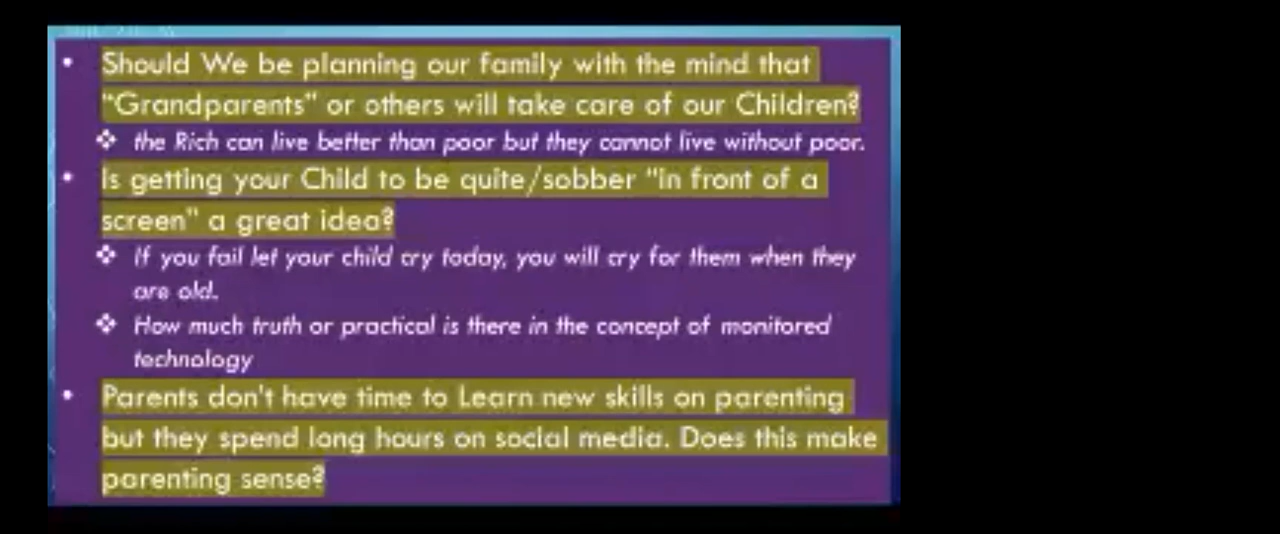 • Should We be planning our family with the mind that
"Grandparents" or others will take care of our Children?
❖ the Rich can live better than poor but they cannot live without poor.
• Is getting your Child to be quite/sobber "in front of a
screen" a great idea?
❖ If you fail let your child cry today, you will cry for them when they
are old.
❖ How much truth or practical is there in the concept of monitored
technology
• Parents don't have time to Learn new skills on parenting
but they spend long hours on social media. Does this make
parenting sense?